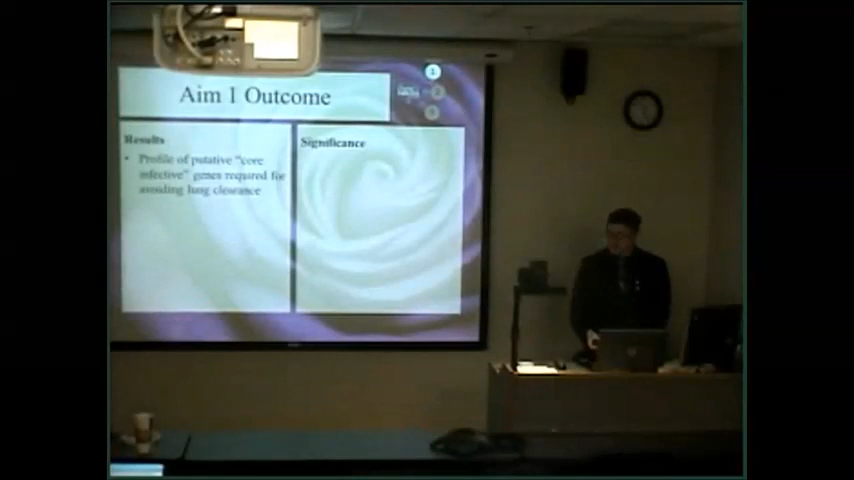 Aim 1 Outcome
Results
Significance
• Profile of putative "core
infective" genes required for
avoiding lung clearance